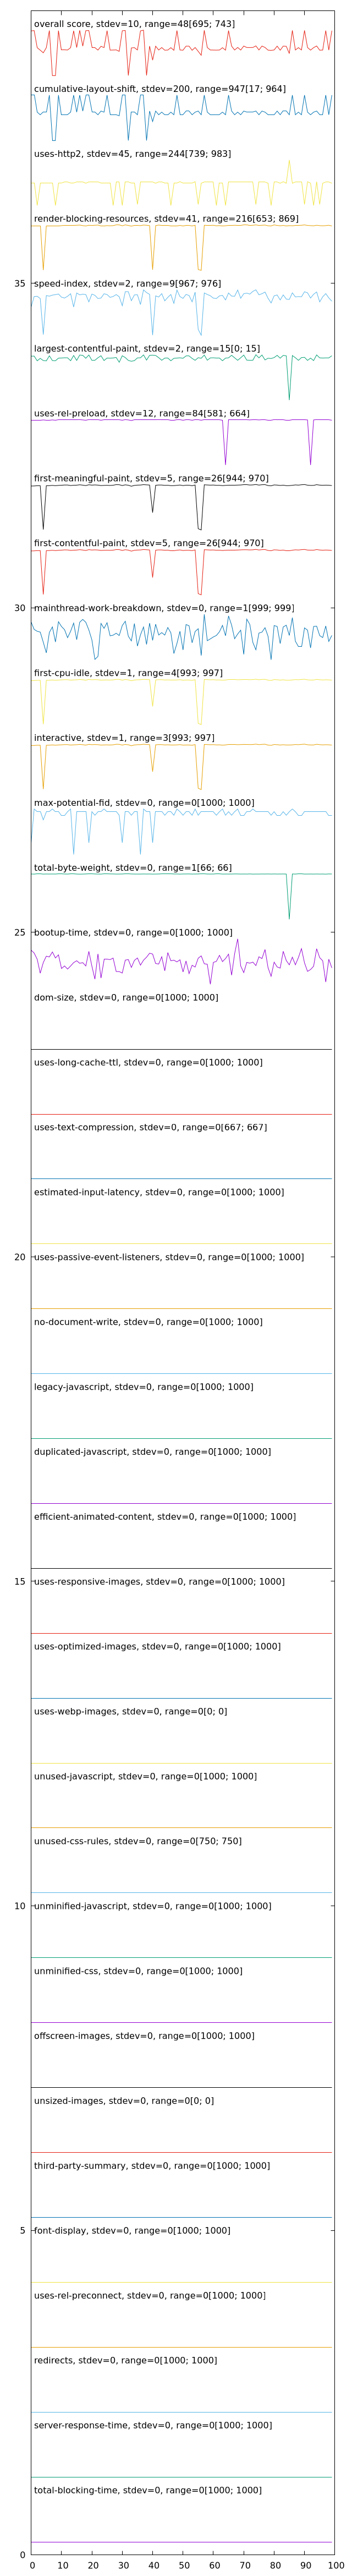 overall score, stdev=10, range=48[695; 743]
cumulative-layout-shift, stdev=200, range=947[17; 964]
uses-http2, stdev=45, range=244[739; 983]
render-blocking-resources, stdev=41, range=216[653; 869]
35
speed-index, stdev=2, range=9[967; 976]
largest-contentful-paint, stdev=2, range=15[0; 15]
uses-rel-preload, stdev=12, range=84[581; 664]
first-meaningful-paint, stdev=5, range=26[944; 970]
first-contentful-paint, stdev=5, range=26[944; 970]
30
mainthread-work-breakdown, stdev=0, range=1[999; 999]
first-cpu-idle, stdev=1, range=4[993; 997]
interactive, stdev=1, range=3[993; 997]
max-potential-fid, stdev=0, range=0[1000; 1000]
total-byte-weight, stdev=0, range=1[66; 66]
25
bootup-time, stdev=0, range=0[1000; 1000]
dom-size, stdev=0, range=0[1000; 1000]
uses-long-cache-ttl, stdev=0, range=0[1000; 1000]
uses-text-compression, stdev=0, range=0[667; 667]
estimated-input-latency, stdev=0, range=0[1000; 1000]
20
uses-passive-event-listeners, stdev=0, range=0[1000; 1000]
no-document-write, stdev=0, range=0[1000; 1000]
legacy-javascript, stdev=0, range=0[1000; 1000]
duplicated-javascript, stdev=0, range=0[1000; 1000]
efficient-animated-content, stdev=0, range=0[1000; 1000]
15
uses-responsive-images, stdev=0, range=0[1000; 1000]
uses-optimized-images, stdev=0, range=0[1000; 1000]
uses-webp-images, stdev=0, range=0[0; 0]
unused-javascript, stdev=0, range=0[1000; 1000]
unused-css-rules, stdev=0, range=0[750; 750]
10
unminified-javascript, stdev=0, range=0[1000; 1000]
unminified-css, stdev=0, range=0[1000; 1000]
offscreen-images, stdev=0, range=0[1000; 1000]
unsized-images, stdev=0, range=0[0; 0]
third-party-summary, stdev=0, range=0[1000; 1000]
5
font-display, stdev=0, range=0[1000; 1000]
uses-rel-preconnect, stdev=0, range=0[1000; 1000]
redirects, stdev=0, range=0[1000; 1000]
server-response-time, stdev=0, range=0[1000; 1000]
total-blocking-time, stdev=0, range=0[1000; 1000]
0
0 10 20 30 40 50 60 70 80 90 100